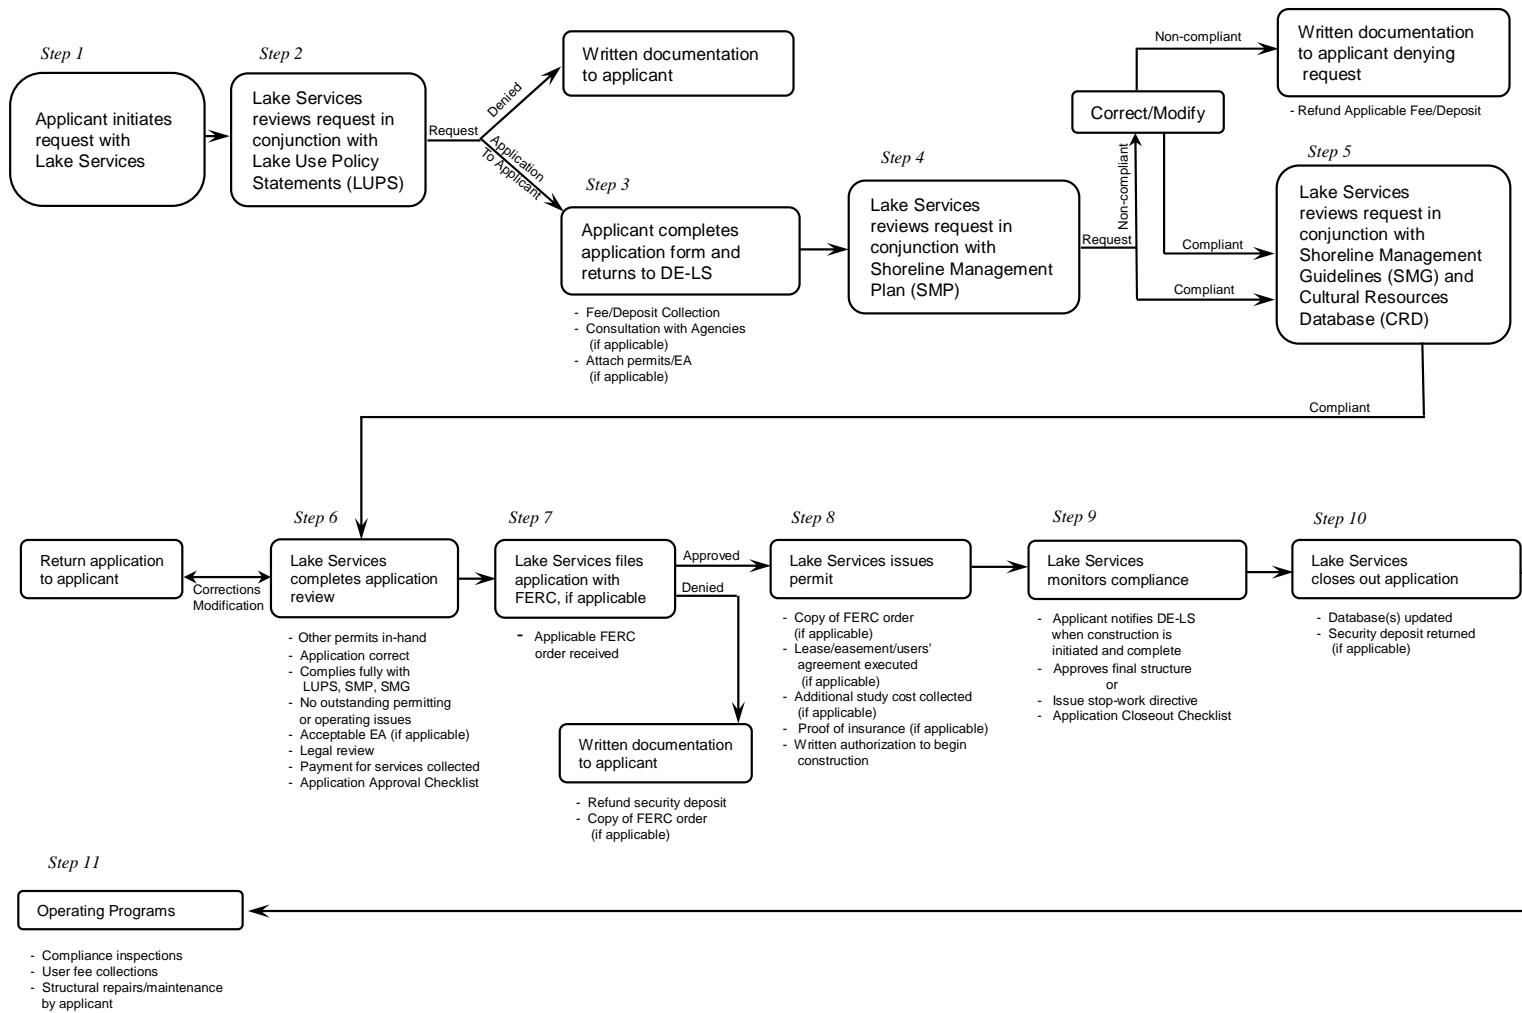 Step 1
Applicant initiates
request with
Lake Services
Step 2
Lake Services
reviews request in
conjunction with
Lake Use Policy
Statements (LUPS)
Request
Denied
Written documentation
to applicant
Application
To Applicant
Step 3
Applicant completes
application form and
returns to DE-LS
- Fee/Deposit Collection
- Consultation with Agencies
(if applicable)
- Attach permits/EA
(if applicable)
Step 4
Lake Services
reviews request in
conjunction with
Shoreline Management
Plan (SMP)
Request
Non-compliant
Correct/Modify
Non-compliant
Written documentation
to applicant denying
request
- Refund Applicable Fee/Deposit
Compliant
Compliant
Step 5
Lake Services
reviews request in
conjunction with
Shoreline Management
Guidelines (SMG) and
Cultural Resources
Database (CRD)
Compliant
Return application
to applicant
Corrections
Modification
Step 6
Lake Services
completes application
review
- Other permits in-hand
- Application correct
- Complies fully with
LUPS, SMP, SMG
- No outstanding permitting
or operating issues
- Acceptable EA (if applicable)
- Legal review
- Payment for services collected
- Application Approval Checklist
Step 7
Lake Services files
application with
FERC, if applicable
- Applicable FERC
order received
Approved
Denied
Written documentation
to applicant
- Refund security deposit
- Copy of FERC order
(if applicable)
Step 8
Lake Services issues
permit
- Copy of FERC order
(if applicable)
- Lease/easement/users'
agreement executed
(if applicable)
- Additional study cost collected
(if applicable)
- Proof of insurance (if applicable)
- Written authorization to begin
construction
Step 9
Lake Services
monitors compliance
- Applicant notifies DE-LS
when construction is
initiated and complete
- Approves final structure
or
- Issue stop-work directive
- Application Closeout Checklist
Step 10
Lake Services
closes out application
- Database(s) updated
- Security deposit returned
(if applicable)
Step 11
Operating Programs
- Compliance inspections
- User fee collections
- Structural repairs/maintenance
by applicant